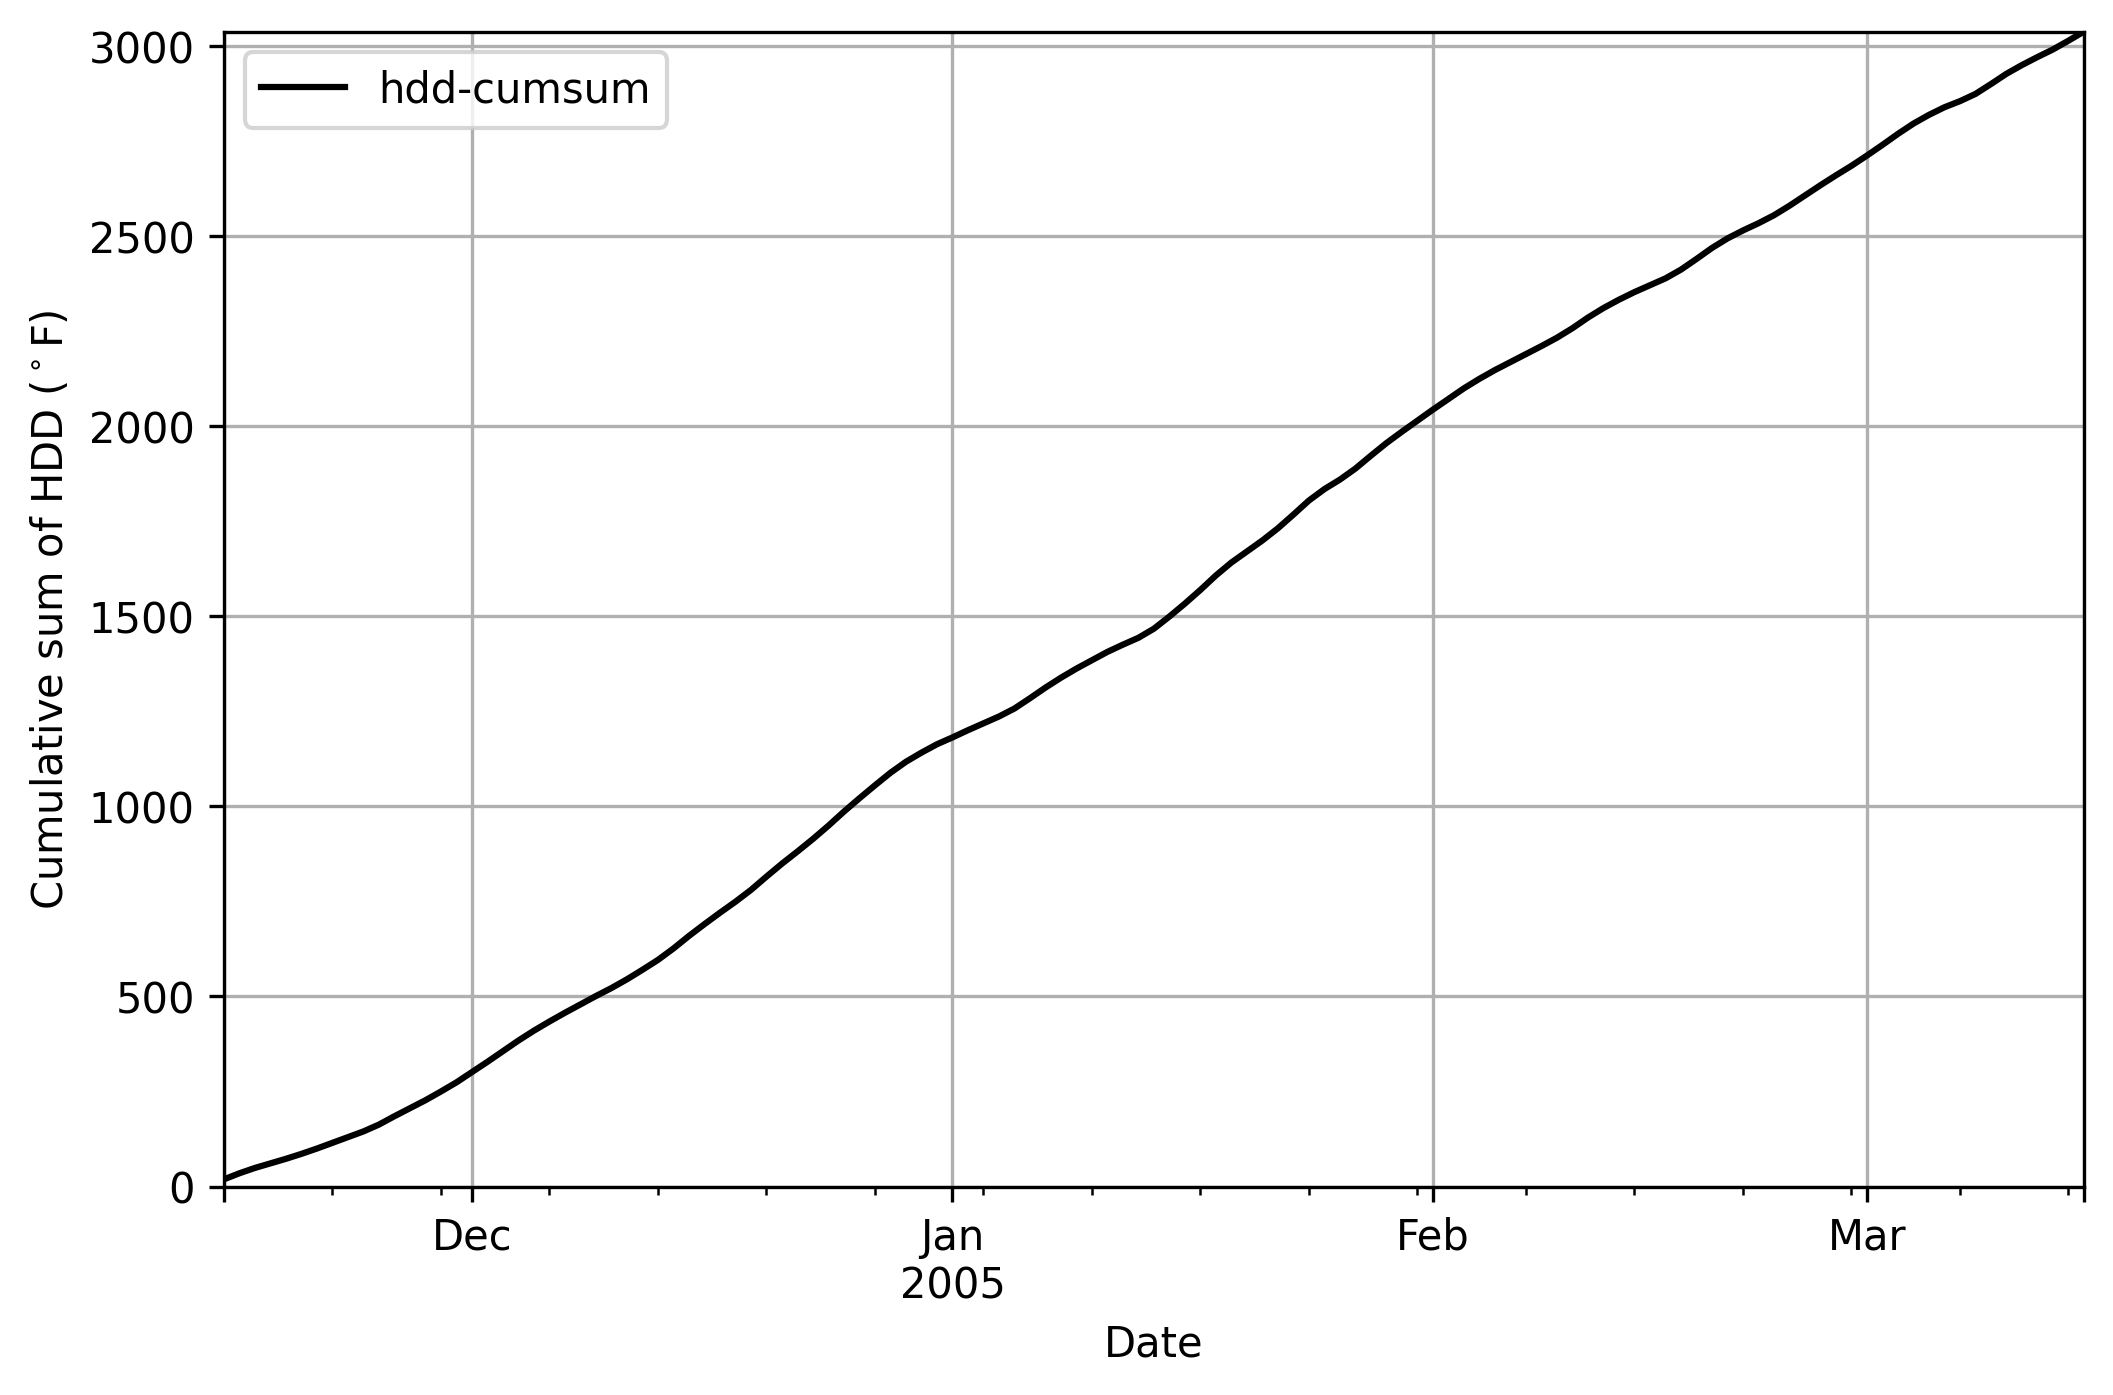 hdd-cumsum
3000
2500
2000
1500
1000
500
0
Cumulative sum of HDD (°F)
Dec
Jan
2005
Feb
Mar
Date